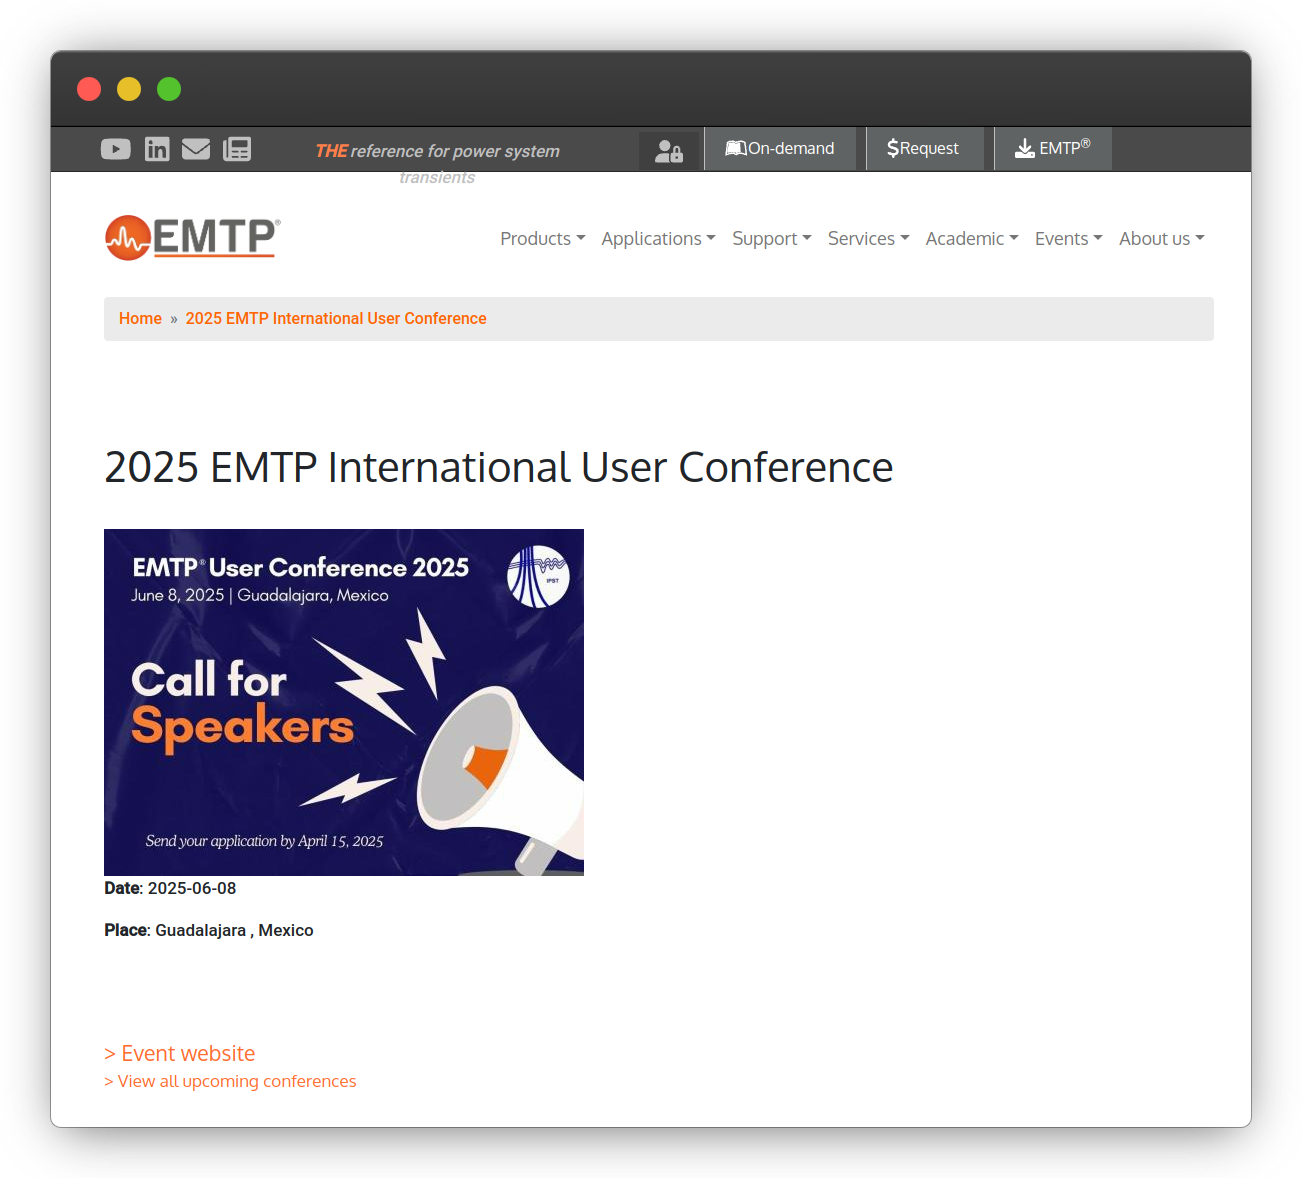 THE reference for power system
transients
On-demand
$Request
EMTP®
EMTP®
Products
Applications
Support
Services
Academic
Events
About us
Home » 2025 EMTP International User Conference
2025 EMTP International User Conference
EMTP® User Conference 2025
June 8, 2025 | Guadalajara, Mexico
IPST
Call for
Speakers
Send your application by April 15, 2025
Date: 2025-06-08
Place: Guadalajara , Mexico
> Event website
> View all upcoming conferences